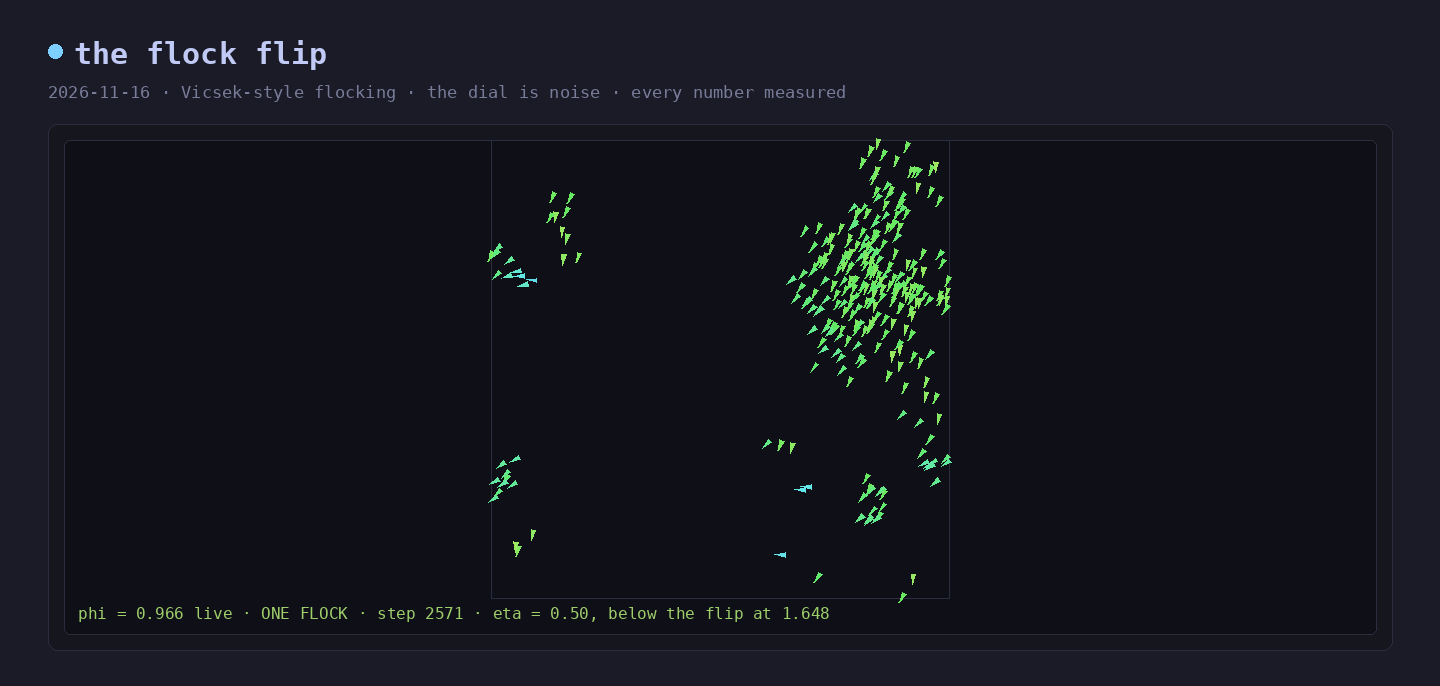 the flock flip
2026-11-16 · Vicsek-style flocking · the dial is noise · every number measured
phi = 0.966 live · ONE FLOCK · step 2571 · eta = 0.50, below the flip at 1.648